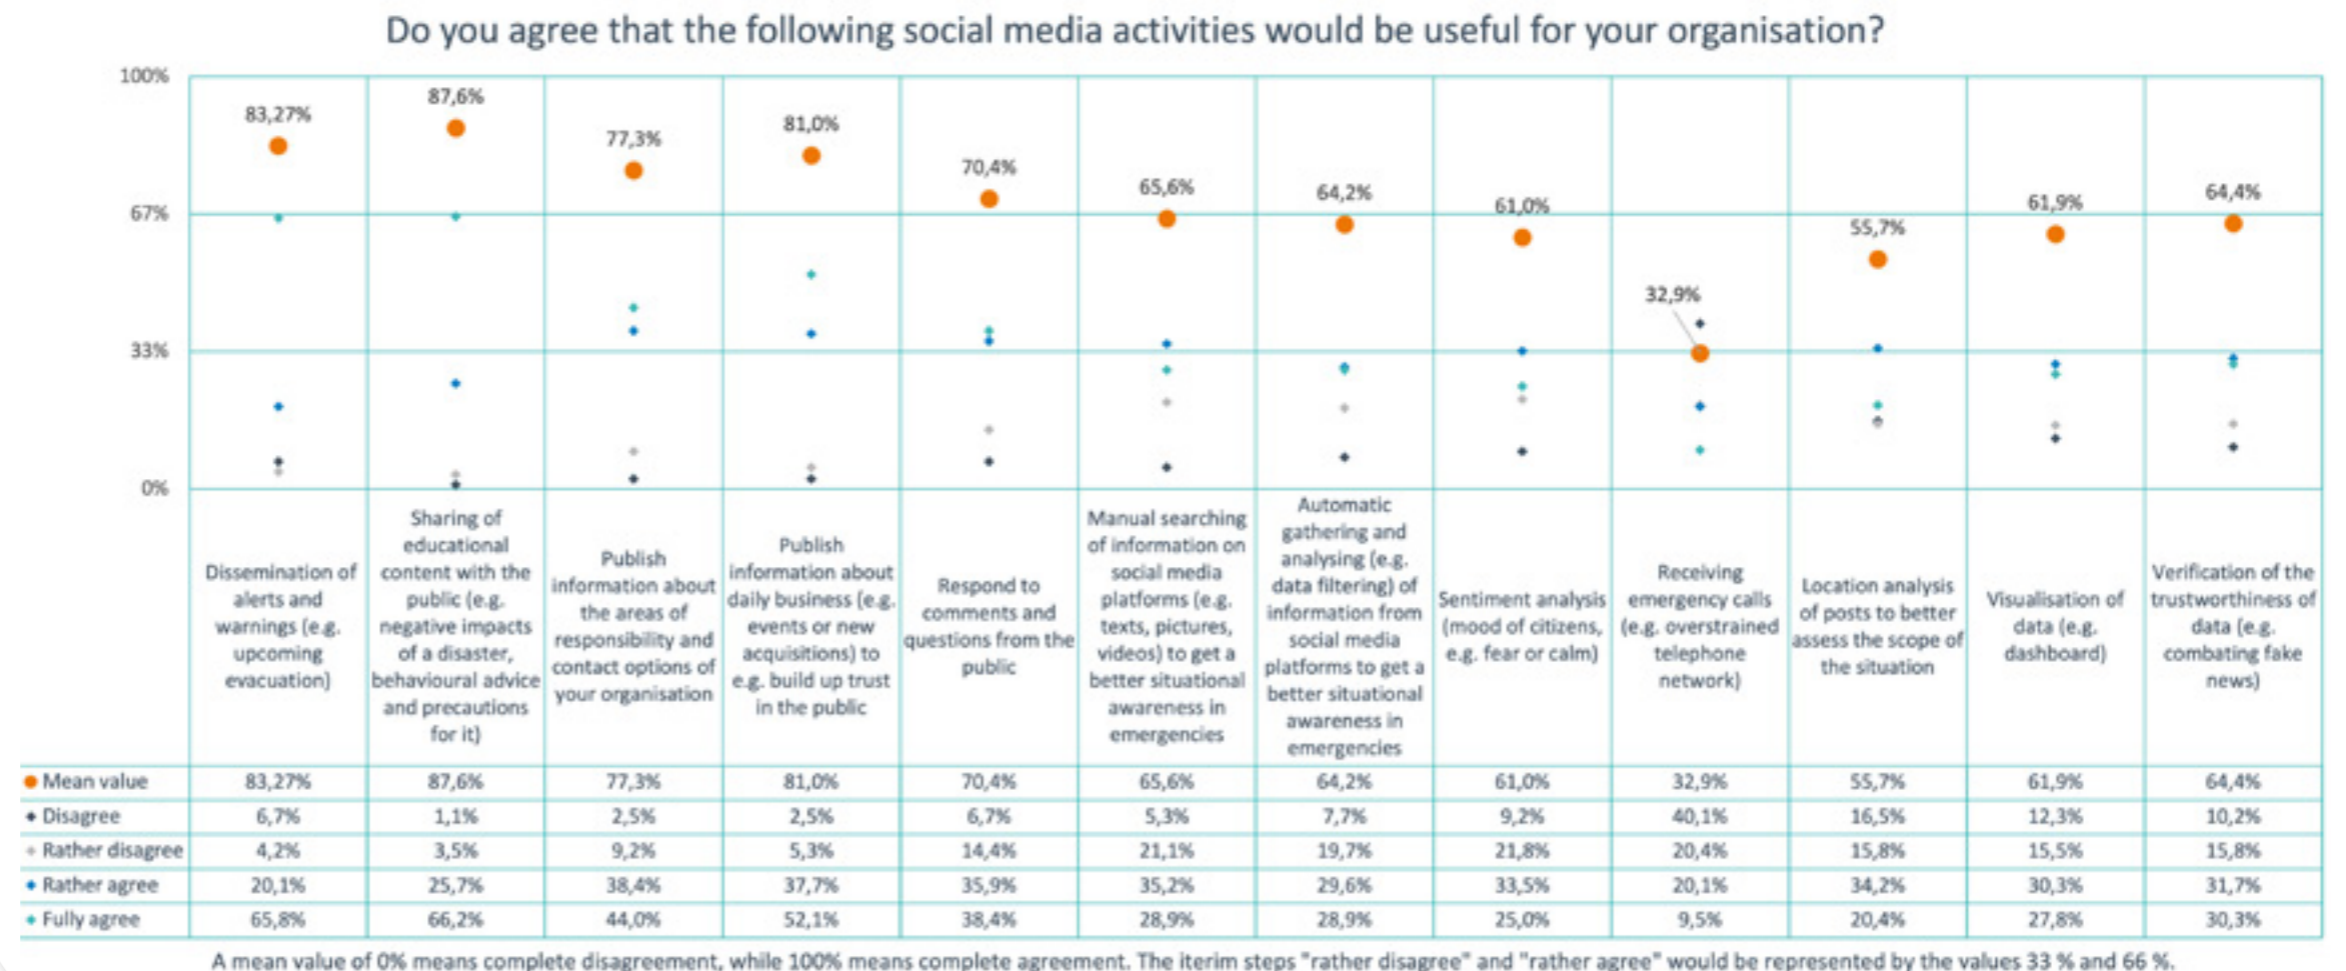 Do you agree that the following social media activities would be useful for your organisation?
100%
67%
33%
0%
83,27%
87,6%
77,3%
81,0%
70,4%
65,6%
64,2%
61,0%
32,9%
55,7%
61,9%
64,4%
Dissemination of
alerts and
warnings (e.g.
upcoming
evacuation)
Sharing of
educational
content with the
public (e.g.
negative impacts
of a disaster,
behavioural advice
and precautions
for it)
Publish
information about
the areas of
responsibility and
contact options of
your organisation
Publish
information about
daily business (e.g.
events or new
acquisitions) to
e.g. build up trust
in the public
Respond to
comments and
questions from the
public
Manual searching
of information on
social media
platforms (e.g.
texts, pictures,
videos) to get a
better situational
awareness in
emergencies
Automatic
gathering and
analysing (e.g.
data filtering) of
information from
social media
platforms to get a
better situational
awareness in
emergencies
Sentiment analysis
(mood of citizens,
e.g. fear or calm)
Receiving
emergency calls
(e.g. overstrained
telephone
network)
Location analysis
of posts to better
assess the scope of
the situation
Visualisation of
data (e.g.
dashboard)
Verification of the
trustworthiness of
data (e.g.
combating fake
news)
Mean value 83,27% 87,6% 77,3% 81,0% 70,4% 65,6% 64,2% 61,0% 32,9% 55,7% 61,9% 64,4%
Disagree 6,7% 1,1% 2,5% 2,5% 6,7% 5,3% 7,7% 9,2% 40,1% 16,5% 12,3% 10,2%
Rather disagree 4,2% 3,5% 9,2% 5,3% 14,4% 21,1% 19,7% 21,8% 20,4% 15,8% 15,5% 15,8%
Rather agree 20,1% 25,7% 38,4% 37,7% 35,9% 35,2% 29,6% 33,5% 20,1% 34,2% 30,3% 31,7%
Fully agree 65,8% 66,2% 44,0% 52,1% 38,4% 28,9% 28,9% 25,0% 9,5% 20,4% 27,8% 30,3%
A mean value of 0% means complete disagreement, while 100% means complete agreement. The iterim steps "rather disagree" and "rather agree" would be represented by the values 33 % and 66 %.